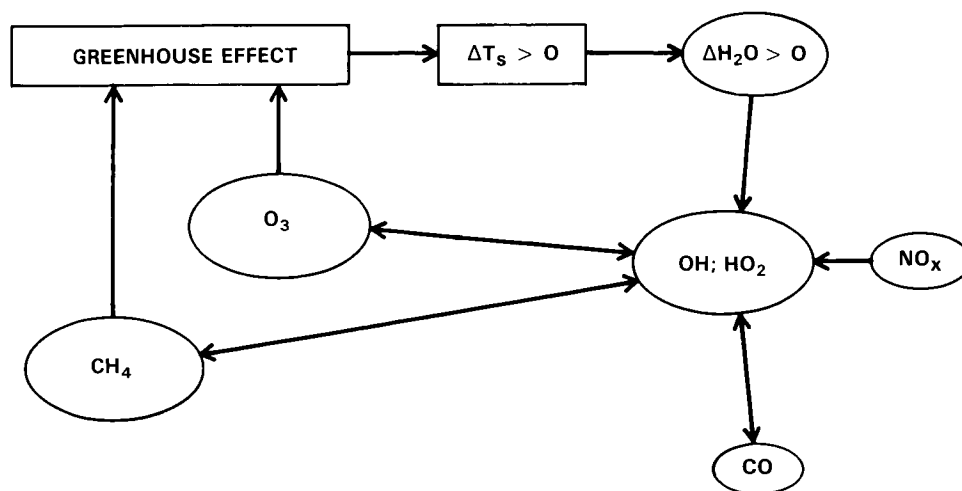 GREENHOUSE EFFECT
ΔTₛ > O
ΔH₂O > O
O₃
OH; HO₂
NOₓ
CH₄
CO